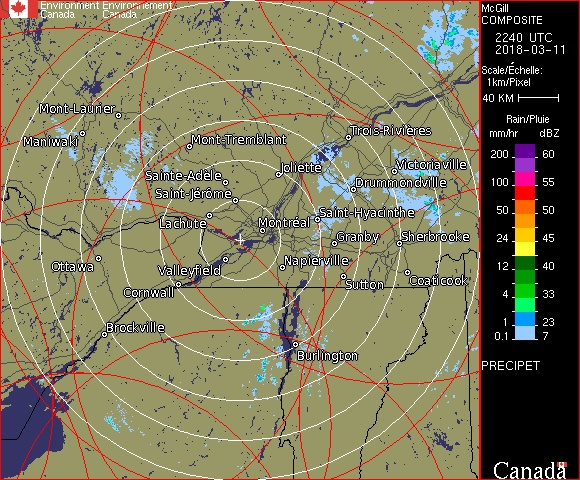 Environment Environnement
Canada Canada
McGill
COMPOSITE
2240 UTC
2018-03-11
Scale/Échelle:
1km/Pixel
40 KM
Rain/Pluie
mm/hr dBZ
200 60
100 55
50 50
24 45
12 40
4 33
1 23
0.1 7
PRECIPET
Canada
Mont-Laurier
Maniwaki
Mont-Tremblant
Trois-Rivières
Victoriaville
Joliette
Sainte-Adèle
Drummondville
Saint-Jérôme
Saint-Hyacinthe
Lachute
Montréal
Granby
Sherbrooke
Ottawa
Valleyfield
Napierville
Cornwall
Sutton
Coaticook
Brockville
Burlington